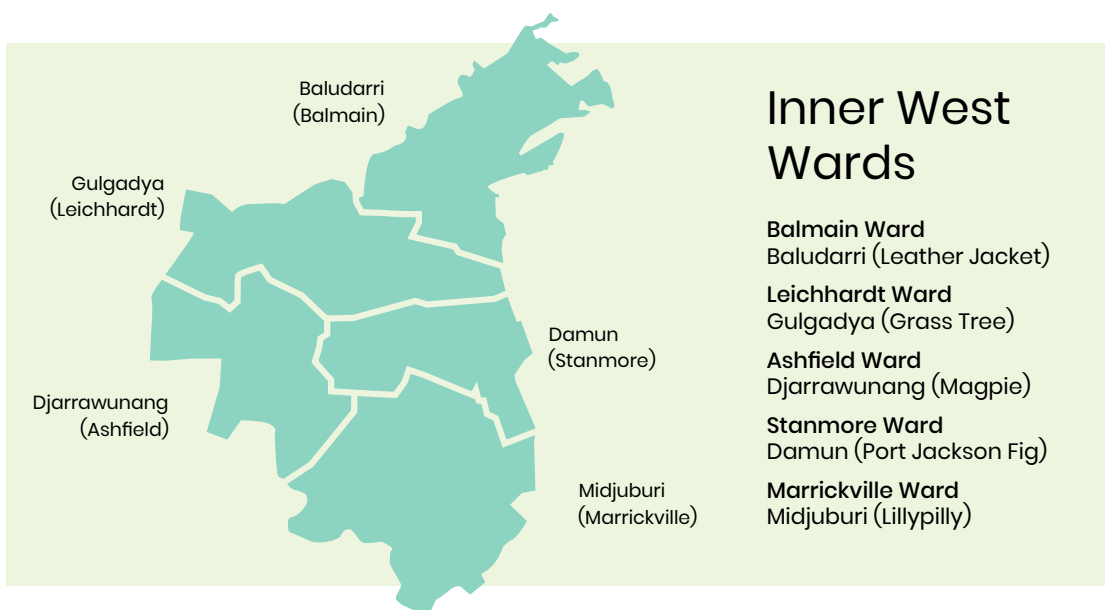 Baludarri
(Balmain)
Gulgadya
(Leichhardt)
Djarrawunang
(Ashfield)
Damun
(Stanmore)
Midjuburi
(Marrickville)
Inner West
Wards
Balmain Ward
Baludarri (Leather Jacket)
Leichhardt Ward
Gulgadya (Grass Tree)
Ashfield Ward
Djarrawunang (Magpie)
Stanmore Ward
Damun (Port Jackson Fig)
Marrickville Ward
Midjuburi (Lillypilly)